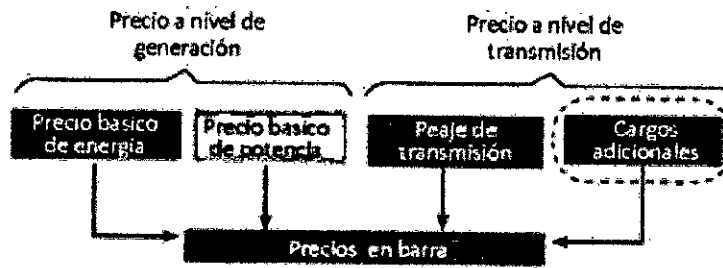 Precio a nivel de
generación
Precio a nivel de
transmisión
Precio basico
de energía
Precio basico
de potencia
Peaje de
transmisión
Cargos
adicionales
Precios en barra